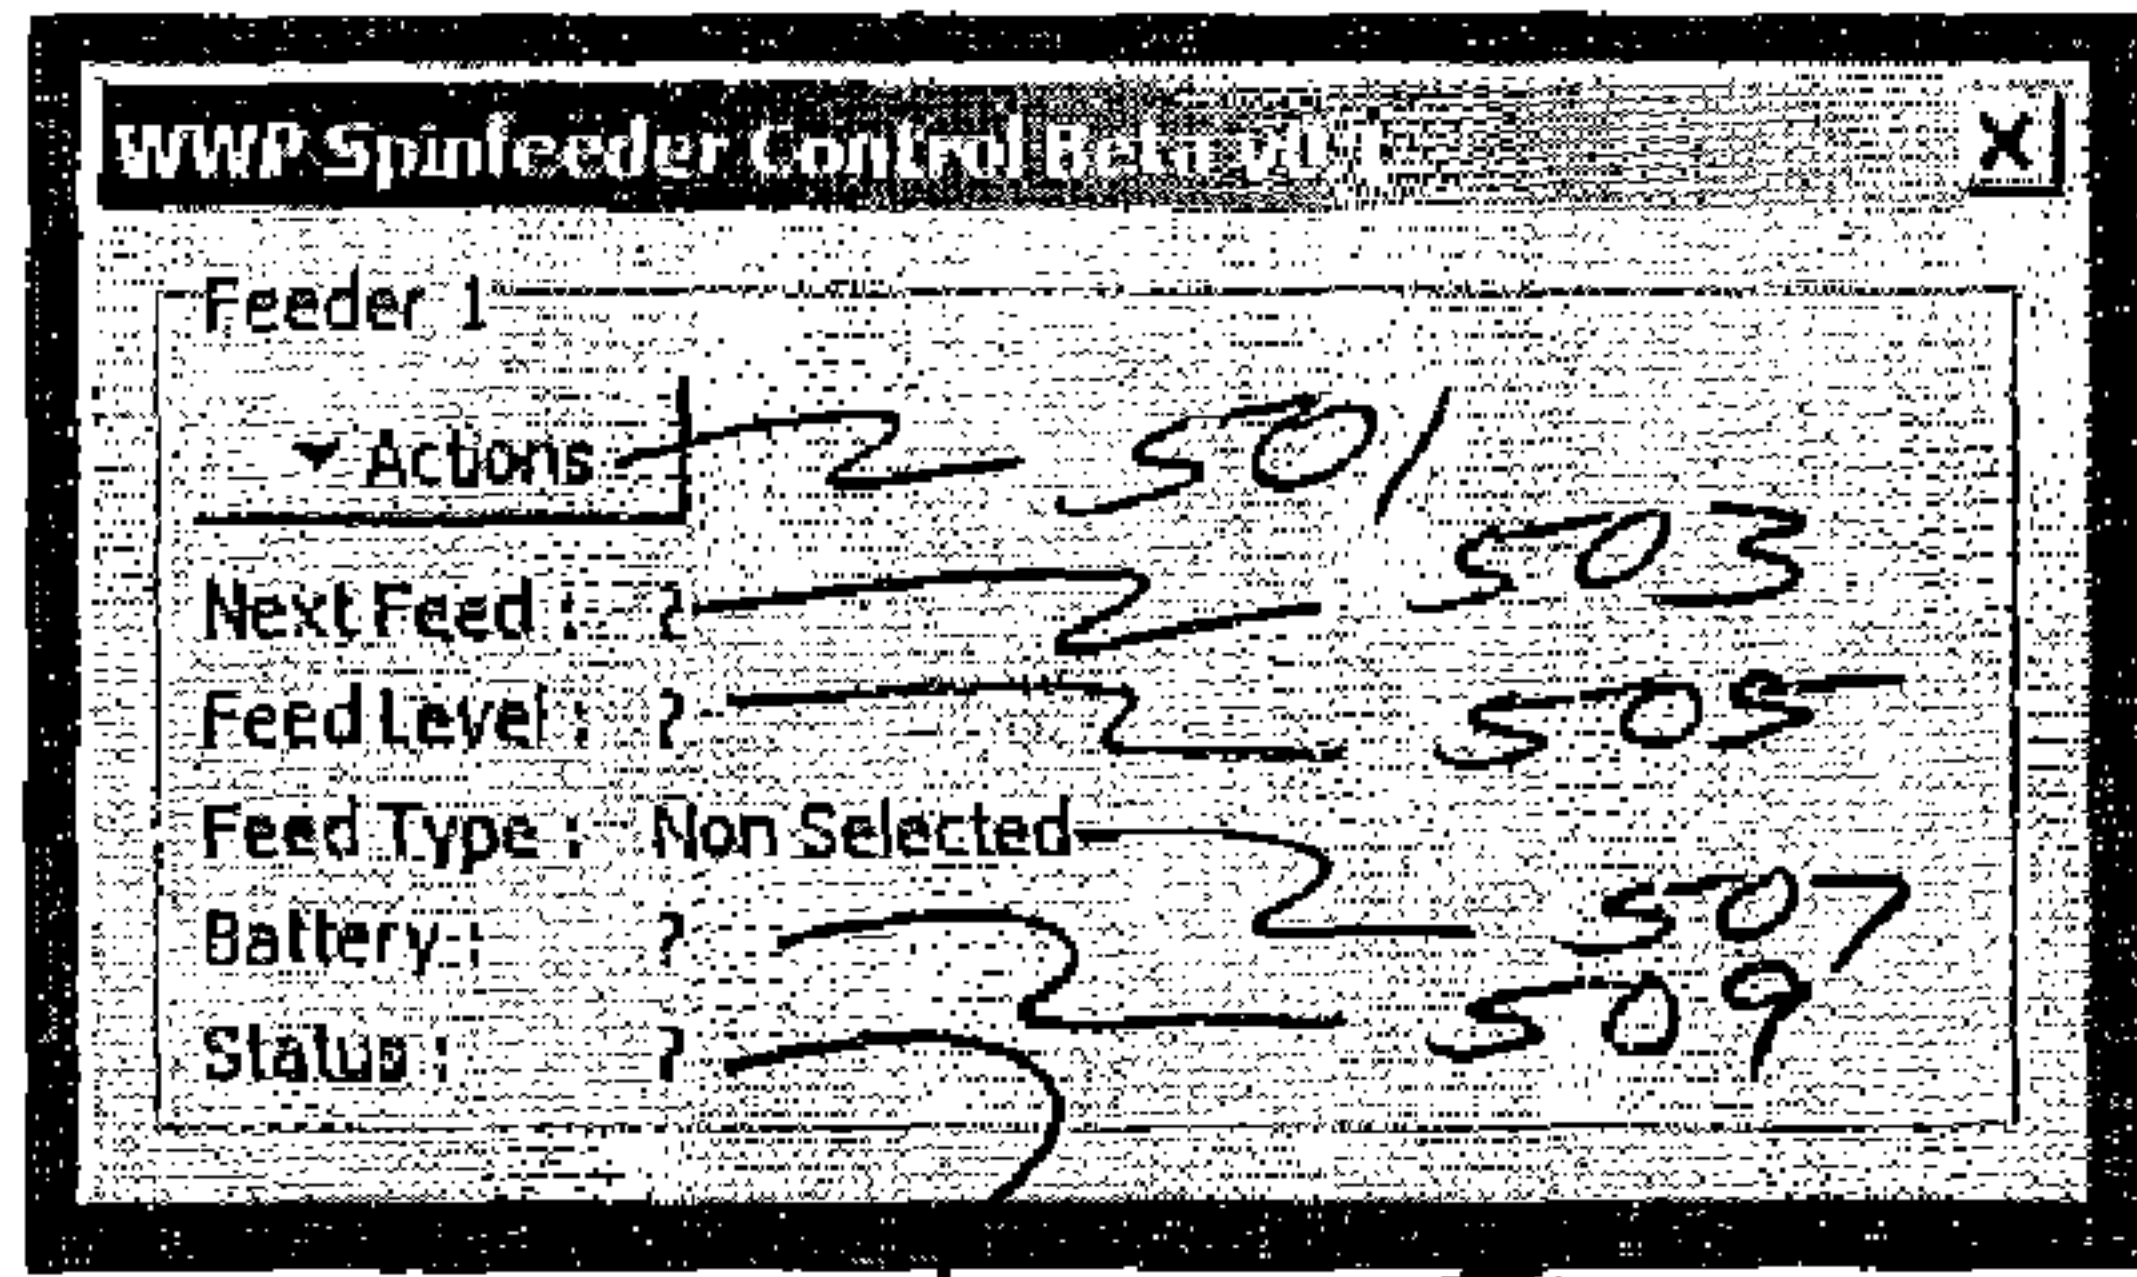 WWP Spinfeeder Control Beta v0.1 X
Feeder 1
Actions 501
Next Feed : ? 503
Feed Level : ? 505
Feed Type : Non Selected 507
Battery : ? 509
Status : ?